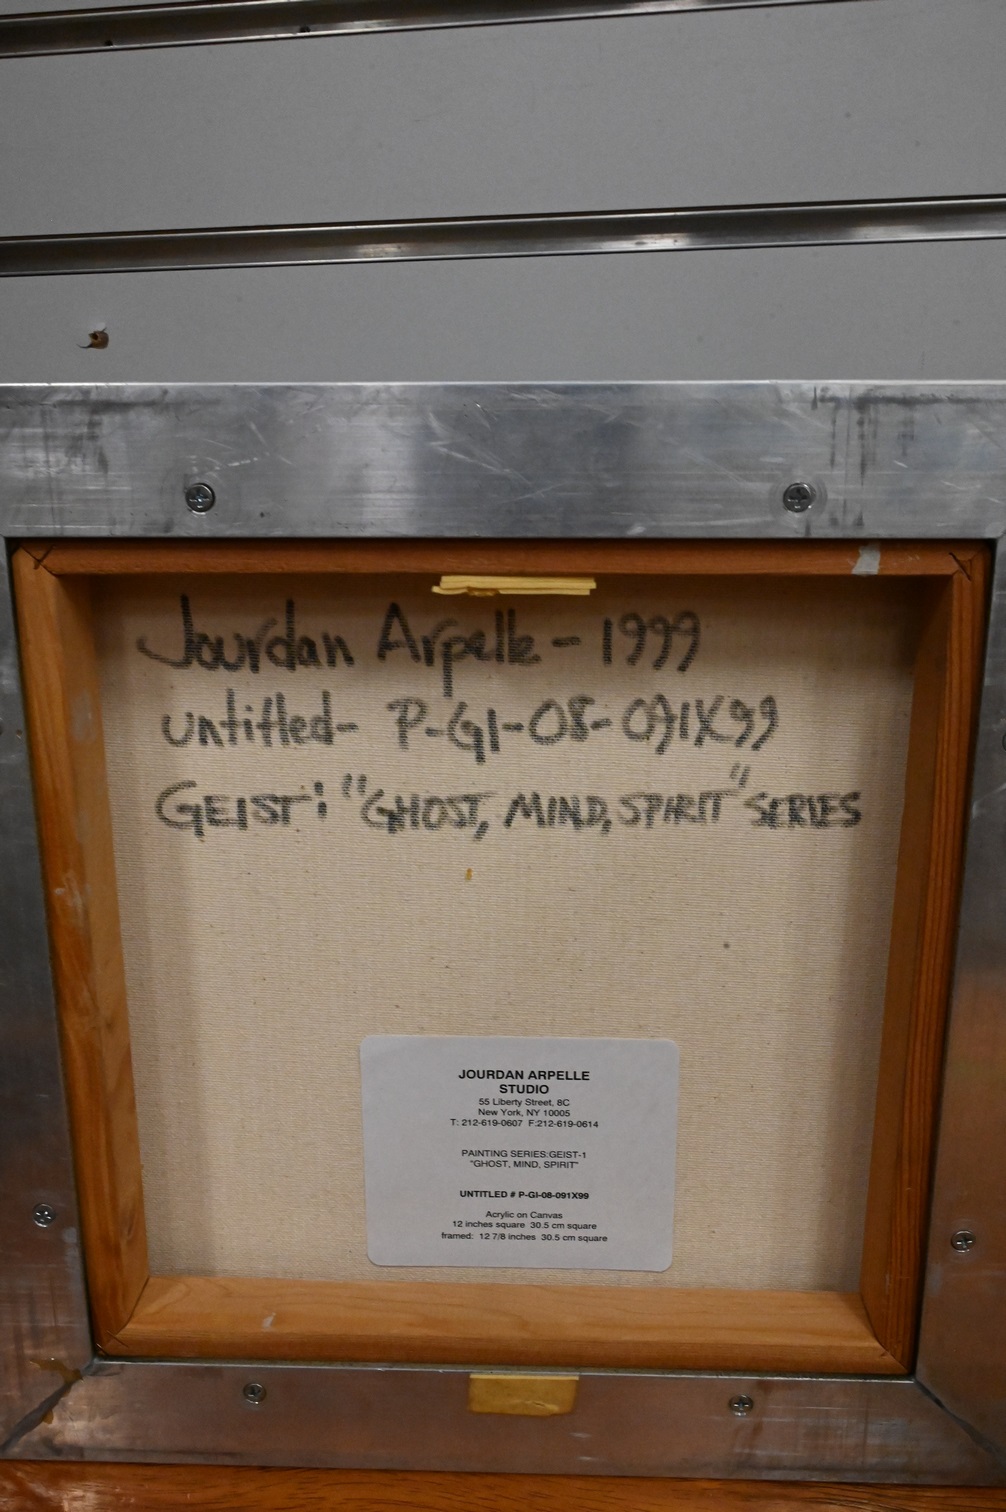 Jourdan Arpelle - 1999
untitled - P-GI-08-091X99
GEIST: "GHOST, MIND, SPIRIT" SERIES
JOURDAN ARPELLE
STUDIO
55 Liberty Street, 8C
New York, NY 10005
T: 212-619-0607 F:212-619-0614
PAINTING SERIES:GEIST-1
"GHOST, MIND, SPIRIT"
UNTITLED # P-GI-08-091X99
Acrylic on Canvas
12 inches square 30.5 cm square
framed: 12 7/8 inches 30.5 cm square